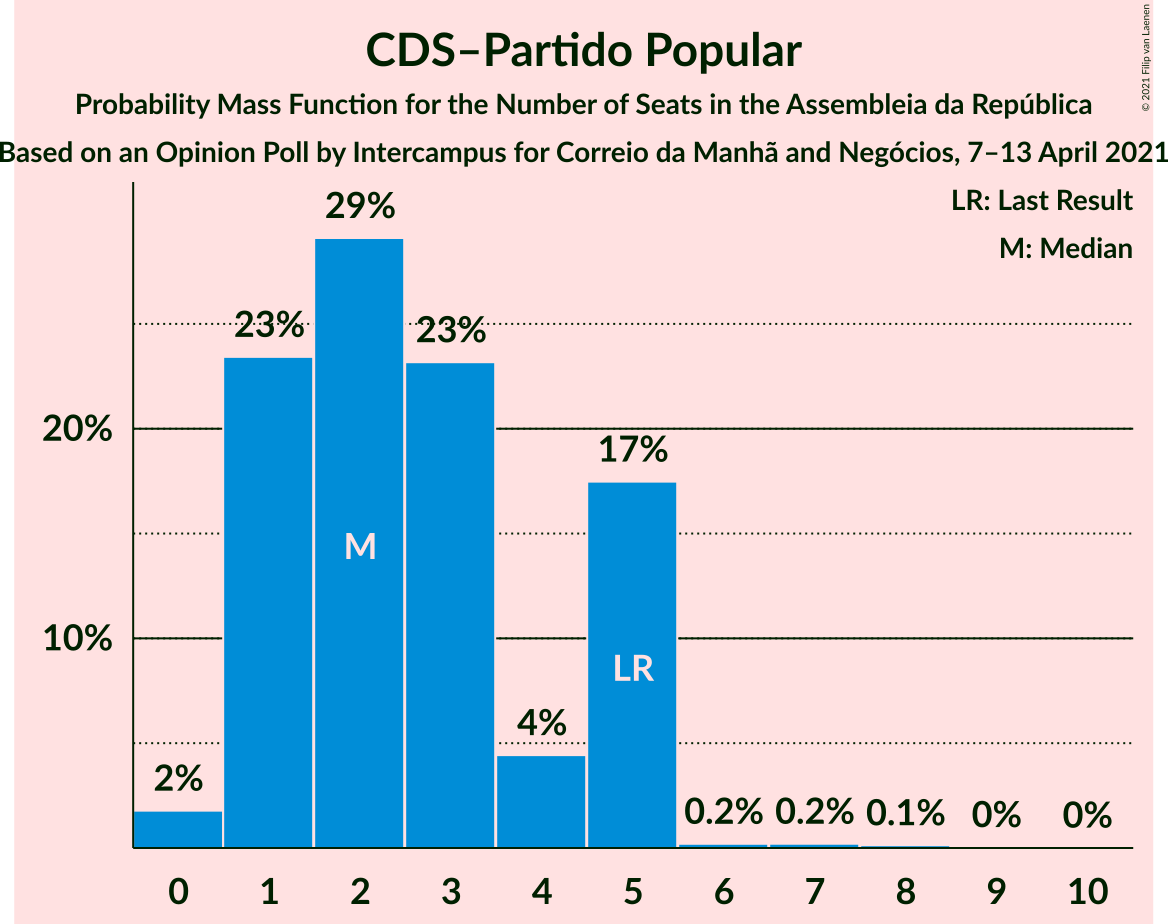 CDS–Partido Popular
Probability Mass Function for the Number of Seats in the Assembleia da República
Based on an Opinion Poll by Intercampus for Correio da Manhã and Negócios, 7–13 April 2021
© 2021 Filip van Laenen
LR: Last Result
M: Median
29%
23%
23%
20%
17%
M
10%
LR
4%
2%
0.2%
0.2%
0.1%
0%
0%
0 1 2 3 4 5 6 7 8 9 10